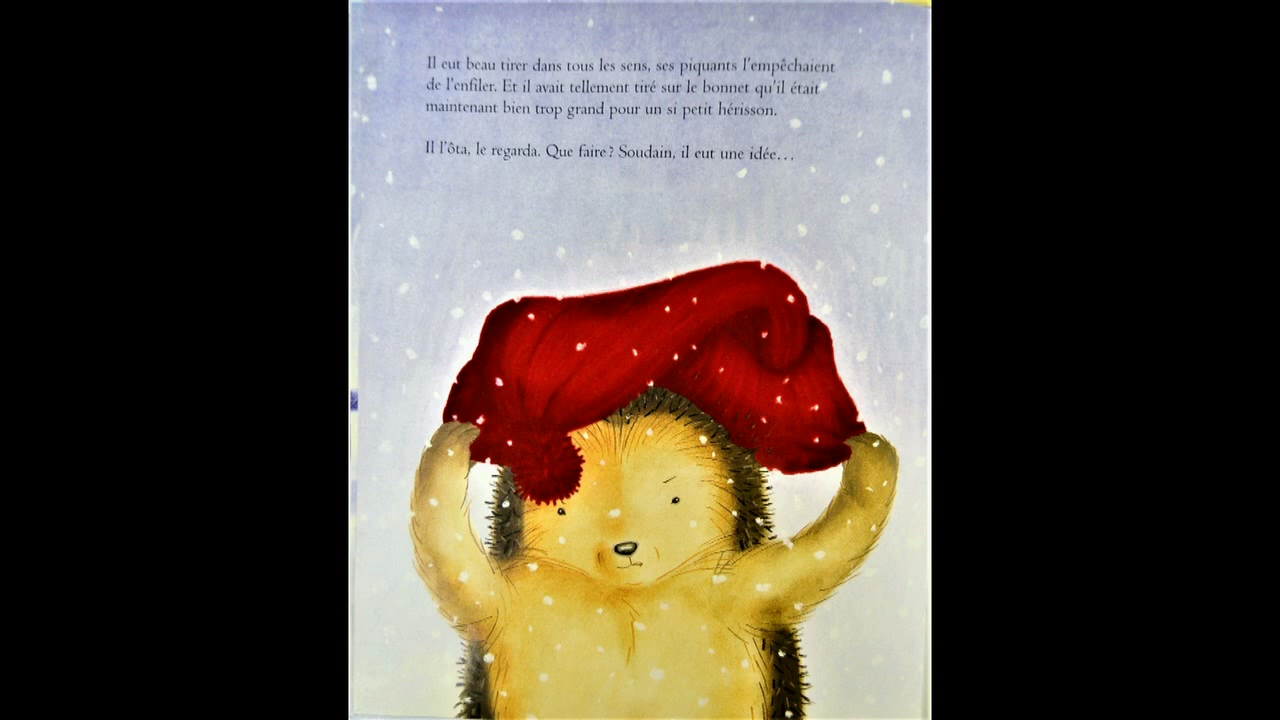 Il eut beau tirer dans tous les sens, ses piquants l'empêchaient
de l'enfiler. Et il avait tellement tiré sur le bonnet qu'il était
maintenant bien trop grand pour un si petit hérisson.
Il l'ôta, le regarda. Que faire ? Soudain, il eut une idée…